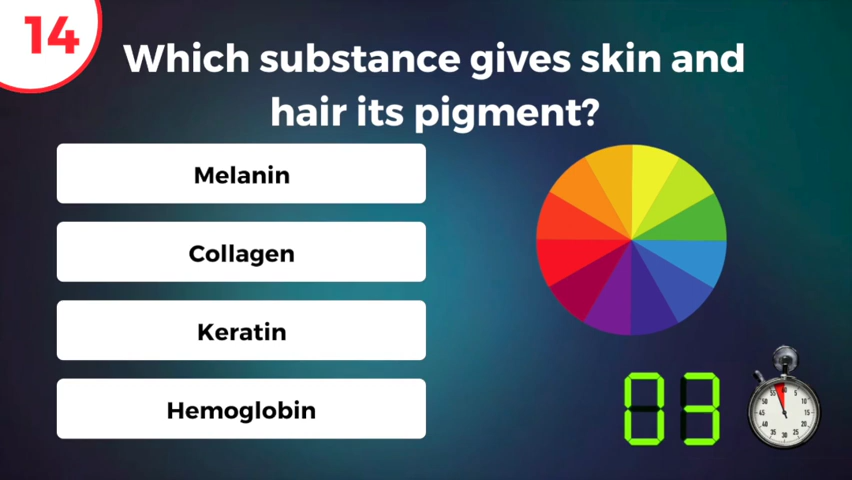 14
Which substance gives skin and
hair its pigment?
Melanin
Collagen
Keratin
Hemoglobin
03